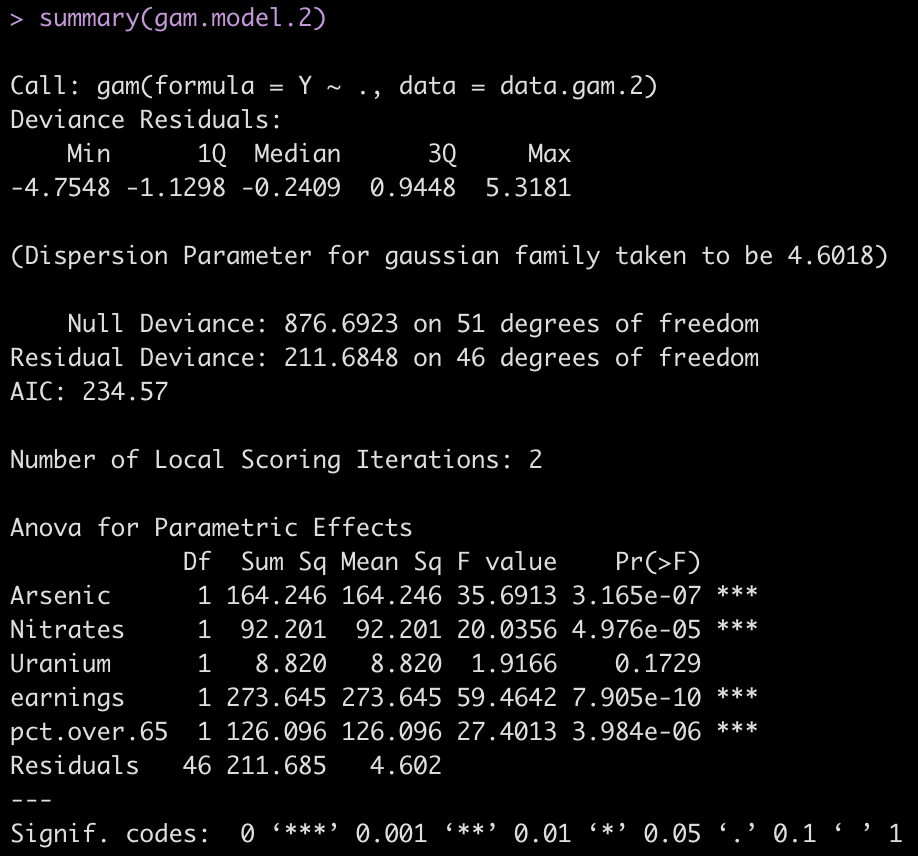 > summary(gam.model.2)

Call: gam(formula = Y ~ ., data = data.gam.2)
Deviance Residuals:
    Min      1Q  Median      3Q     Max
-4.7548 -1.1298 -0.2409  0.9448  5.3181

(Dispersion Parameter for gaussian family taken to be 4.6018)

    Null Deviance: 876.6923 on 51 degrees of freedom
Residual Deviance: 211.6848 on 46 degrees of freedom
AIC: 234.57

Number of Local Scoring Iterations: 2

Anova for Parametric Effects
            Df  Sum Sq Mean Sq F value    Pr(>F)
Arsenic      1 164.246 164.246 35.6913 3.165e-07 ***
Nitrates     1  92.201  92.201 20.0356 4.976e-05 ***
Uranium      1   8.820   8.820  1.9166    0.1729
earnings     1 273.645 273.645 59.4642 7.905e-10 ***
pct.over.65  1 126.096 126.096 27.4013 3.984e-06 ***
Residuals   46 211.685   4.602
---
Signif. codes:  0 ‘***’ 0.001 ‘**’ 0.01 ‘*’ 0.05 ‘.’ 0.1 ‘ ’ 1